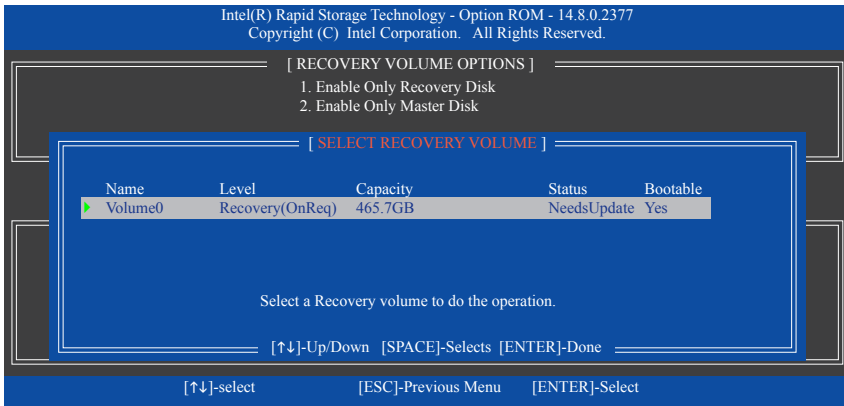 Intel(R) Rapid Storage Technology - Option ROM - 14.8.0.2377
Copyright (C) Intel Corporation. All Rights Reserved.
[ RECOVERY VOLUME OPTIONS ]
1. Enable Only Recovery Disk
2. Enable Only Master Disk
[ SELECT RECOVERY VOLUME ]
Name Level Capacity Status Bootable
Volume0 Recovery(OnReq) 465.7GB NeedsUpdate Yes
Select a Recovery volume to do the operation.
[↑↓]-Up/Down [SPACE]-Selects [ENTER]-Done
[↑↓]-select [ESC]-Previous Menu [ENTER]-Select